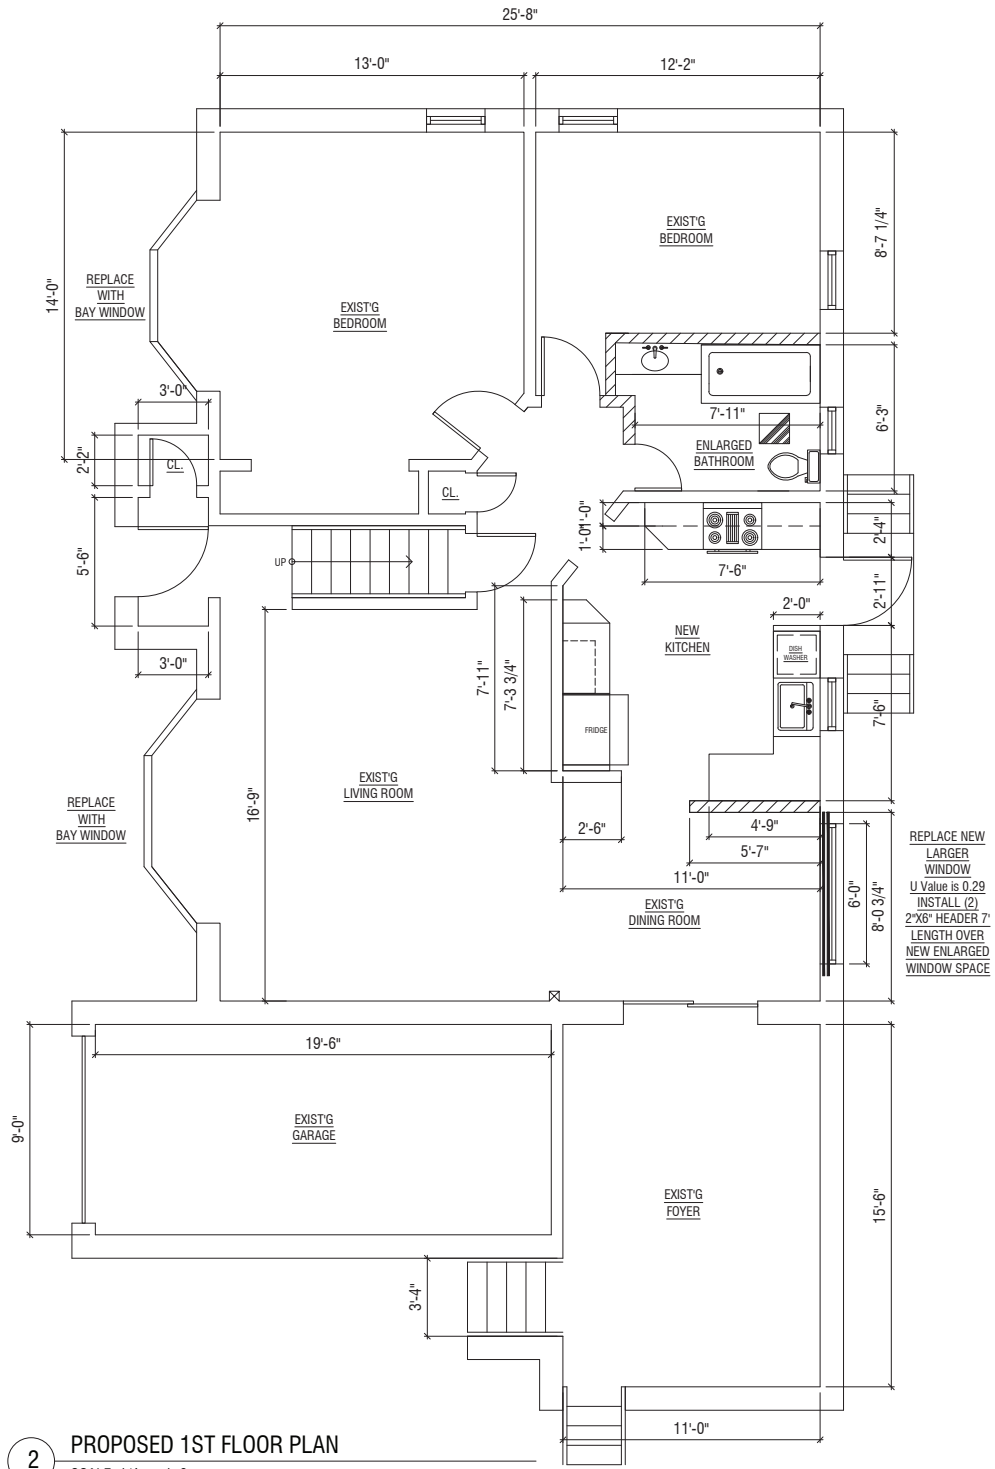 25'-8"
13'-0"
12'-2"
EXIST'G
BEDROOM
8'-7 1/4"
14'-0"
REPLACE
WITH
BAY WINDOW
EXIST'G
BEDROOM
3'-0"
7'-11"
6'-3"
2'-2"
CL.
CL.
ENLARGED
BATHROOM
1'-0"
1'-0"
2'-4"
5'-6"
UP
7'-6"
2'-11"
2'-0"
NEW
KITCHEN
DISH
WASHER
3'-0"
7'-11"
7'-3 3/4"
7'-6"
FRIDGE
EXIST'G
LIVING ROOM
16'-9"
REPLACE
WITH
BAY WINDOW
2'-6"
4'-9"
5'-7"
11'-0"
6'-0"
8'-0 3/4"
REPLACE NEW
LARGER
WINDOW
U Value is 0.29
INSTALL (2)
2"X6" HEADER 7'
LENGTH OVER
NEW ENLARGED
WINDOW SPACE
EXIST'G
DINING ROOM
19'-6"
9'-0"
EXIST'G
GARAGE
EXIST'G
FOYER
15'-6"
3'-4"
11'-0"
2
PROPOSED 1ST FLOOR PLAN